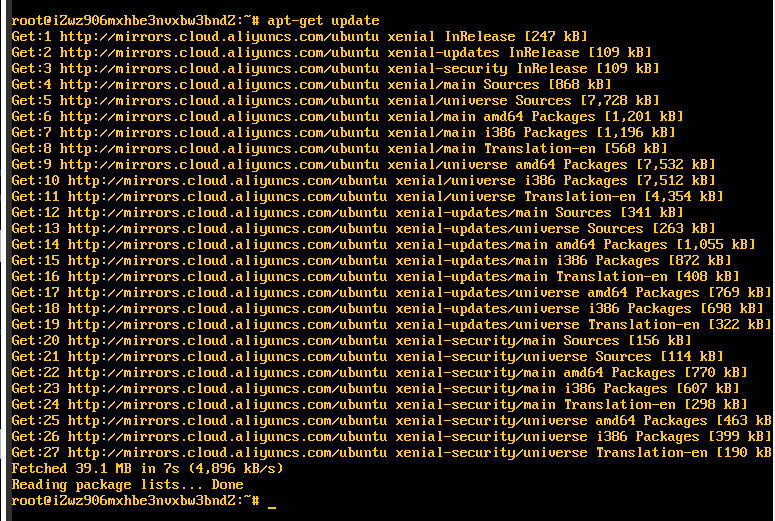 root@iZwz906mxhbe3nvxbw3bndZ:~# apt-get update
Get:1 http://mirrors.cloud.aliyuncs.com/ubuntu xenial InRelease [247 kB]
Get:2 http://mirrors.cloud.aliyuncs.com/ubuntu xenial-updates InRelease [109 kB]
Get:3 http://mirrors.cloud.aliyuncs.com/ubuntu xenial-security InRelease [109 kB]
Get:4 http://mirrors.cloud.aliyuncs.com/ubuntu xenial/main Sources [868 kB]
Get:5 http://mirrors.cloud.aliyuncs.com/ubuntu xenial/universe Sources [7,728 kB]
Get:6 http://mirrors.cloud.aliyuncs.com/ubuntu xenial/main amd64 Packages [1,201 kB]
Get:7 http://mirrors.cloud.aliyuncs.com/ubuntu xenial/main i386 Packages [1,196 kB]
Get:8 http://mirrors.cloud.aliyuncs.com/ubuntu xenial/main Translation-en [568 kB]
Get:9 http://mirrors.cloud.aliyuncs.com/ubuntu xenial/universe amd64 Packages [7,532 kB]
Get:10 http://mirrors.cloud.aliyuncs.com/ubuntu xenial/universe i386 Packages [7,512 kB]
Get:11 http://mirrors.cloud.aliyuncs.com/ubuntu xenial/universe Translation-en [4,354 kB]
Get:12 http://mirrors.cloud.aliyuncs.com/ubuntu xenial-updates/main Sources [341 kB]
Get:13 http://mirrors.cloud.aliyuncs.com/ubuntu xenial-updates/universe Sources [263 kB]
Get:14 http://mirrors.cloud.aliyuncs.com/ubuntu xenial-updates/main amd64 Packages [1,055 kB]
Get:15 http://mirrors.cloud.aliyuncs.com/ubuntu xenial-updates/main i386 Packages [872 kB]
Get:16 http://mirrors.cloud.aliyuncs.com/ubuntu xenial-updates/main Translation-en [408 kB]
Get:17 http://mirrors.cloud.aliyuncs.com/ubuntu xenial-updates/universe amd64 Packages [769 kB]
Get:18 http://mirrors.cloud.aliyuncs.com/ubuntu xenial-updates/universe i386 Packages [698 kB]
Get:19 http://mirrors.cloud.aliyuncs.com/ubuntu xenial-updates/universe Translation-en [322 kB]
Get:20 http://mirrors.cloud.aliyuncs.com/ubuntu xenial-security/main Sources [156 kB]
Get:21 http://mirrors.cloud.aliyuncs.com/ubuntu xenial-security/universe Sources [114 kB]
Get:22 http://mirrors.cloud.aliyuncs.com/ubuntu xenial-security/main amd64 Packages [770 kB]
Get:23 http://mirrors.cloud.aliyuncs.com/ubuntu xenial-security/main i386 Packages [607 kB]
Get:24 http://mirrors.cloud.aliyuncs.com/ubuntu xenial-security/main Translation-en [298 kB]
Get:25 http://mirrors.cloud.aliyuncs.com/ubuntu xenial-security/universe amd64 Packages [463 kB
Get:26 http://mirrors.cloud.aliyuncs.com/ubuntu xenial-security/universe i386 Packages [399 kB]
Get:27 http://mirrors.cloud.aliyuncs.com/ubuntu xenial-security/universe Translation-en [190 kB
Fetched 39.1 MB in 7s (4,896 kB/s)
Reading package lists... Done
root@iZwz906mxhbe3nvxbw3bndZ:~# _